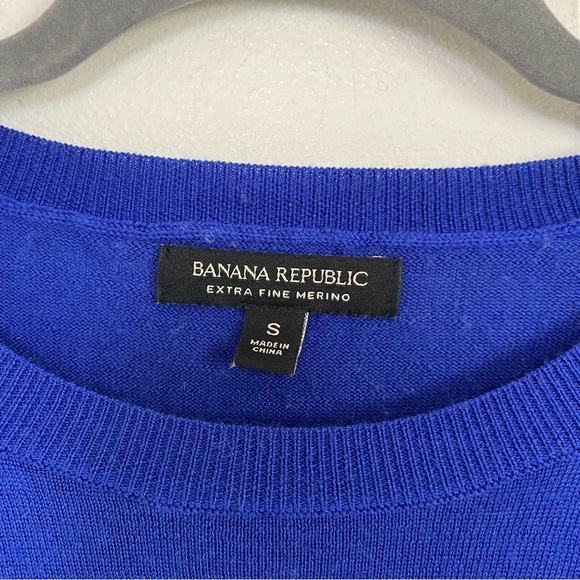 BANANA REPUBLIC
EXTRA FINE MERINO
S
MADE IN
CHINA